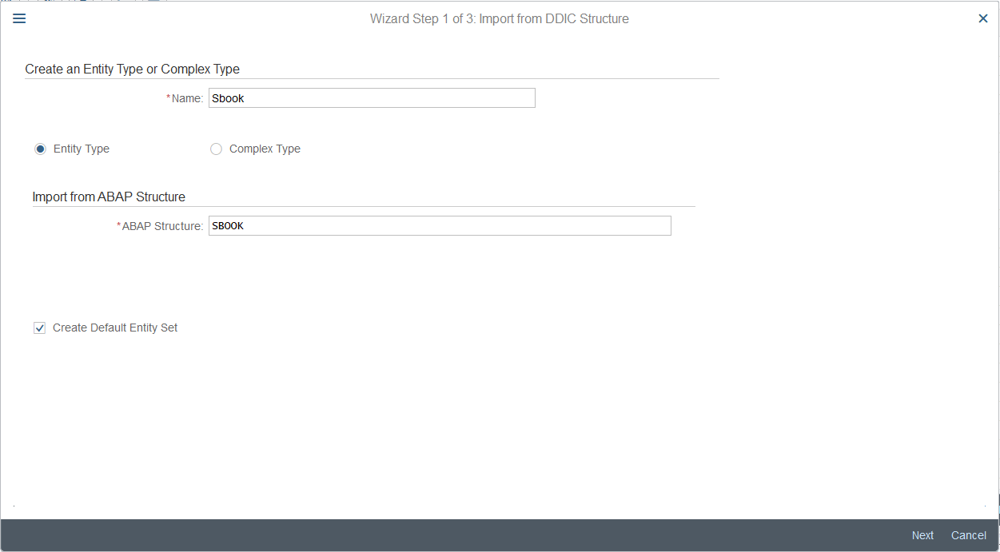 Wizard Step 1 of 3: Import from DDIC Structure
Create an Entity Type or Complex Type
*Name: Sbook
Entity Type Complex Type
Import from ABAP Structure
*ABAP Structure: SBOOK
Create Default Entity Set
Next Cancel